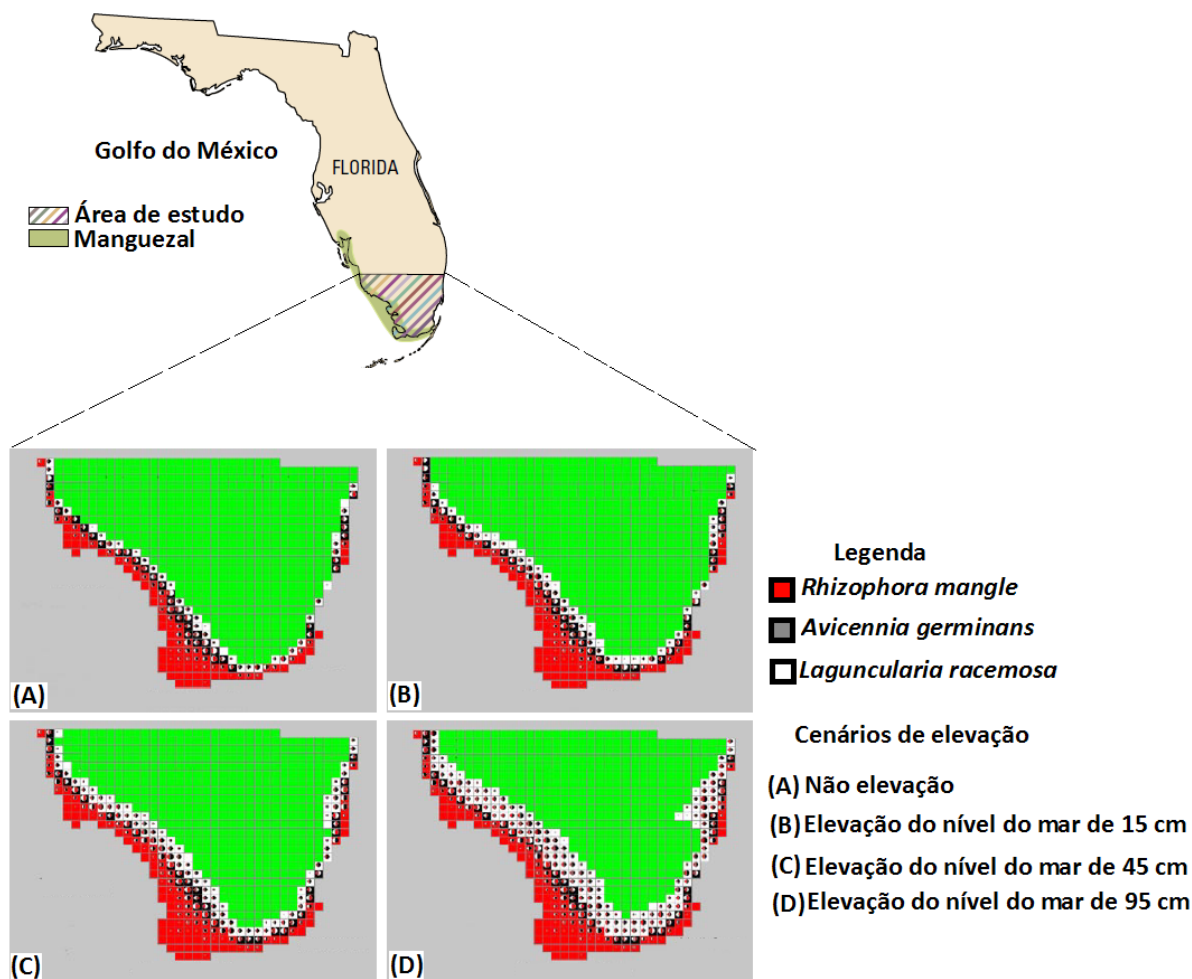 Golfo do México
FLORIDA
Área de estudo
Manguezal
(A)
(B)
(C)
(D)
Legenda
Rhizophora mangle
Avicennia germinans
Laguncularia racemosa
Cenários de elevação
(A) Não elevação
(B) Elevação do nível do mar de 15 cm
(C) Elevação do nível do mar de 45 cm
(D) Elevação do nível do mar de 95 cm